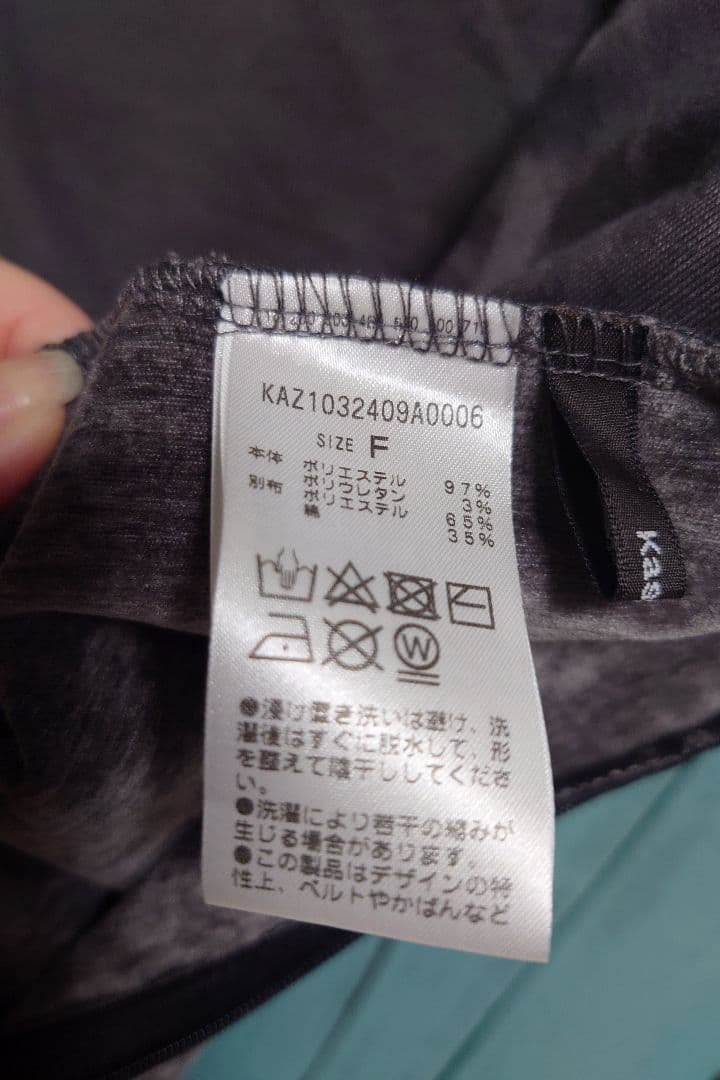 KAZ1032409A0006
SIZE F
本体 ポリエステル 97%
ポリウレタン 3%
別布 ポリエステル 65%
綿 35%
W
●浸け置き洗いは避け、洗
濯後はすぐに脱水して、形
を整えて陰干ししてくださ
い。
●洗濯により若干の縮みが
生じる場合があります。
●この製品はデザインの特
性上、ベルトやかばんなど
Kas